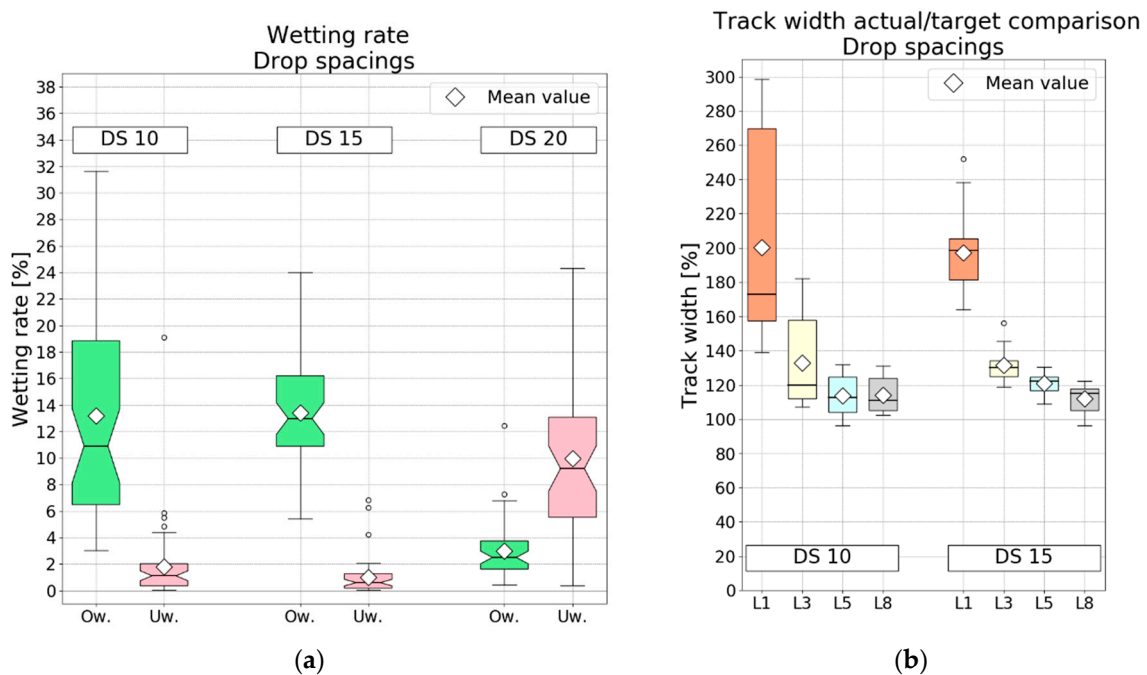 Wetting rate
Drop spacings
Mean value
DS 10
DS 15
DS 20
Wetting rate [%]
38
36
34
32
30
28
26
24
22
20
18
16
14
12
10
8
6
4
2
0
Ow.
Uw.
Ow.
Uw.
Ow.
Uw.
(a)
Track width actual/target comparison
Drop spacings
Mean value
Track width [%]
300
280
260
240
220
200
180
160
140
120
100
80
60
40
20
0
DS 10
DS 15
L1
L3
L5
L8
L1
L3
L5
L8
(b)